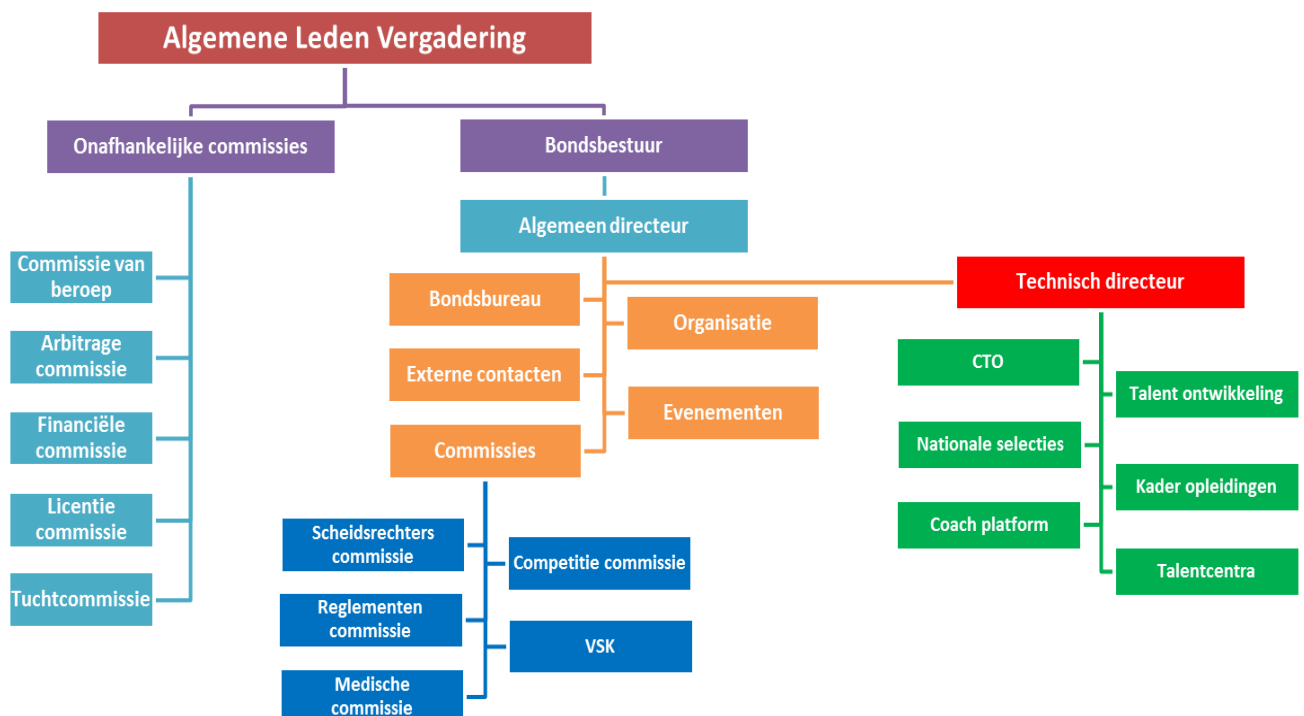 Algemene Leden Vergadering
Onafhankelijke commissies
Bondsbestuur
Algemeen directeur
Commissie van
beroep
Arbitrage
commissie
Financiële
commissie
Licentie
commissie
Tuchtcommissie
Bondsbureau
Organisatie
Externe contacten
Evenementen
Commissies
Scheidsrechters
commissie
Competitie commissie
Reglementen
commissie
VSK
Medische
commissie
Technisch directeur
CTO
Talent ontwikkeling
Nationale selecties
Kader opleidingen
Coach platform
Talentcentra